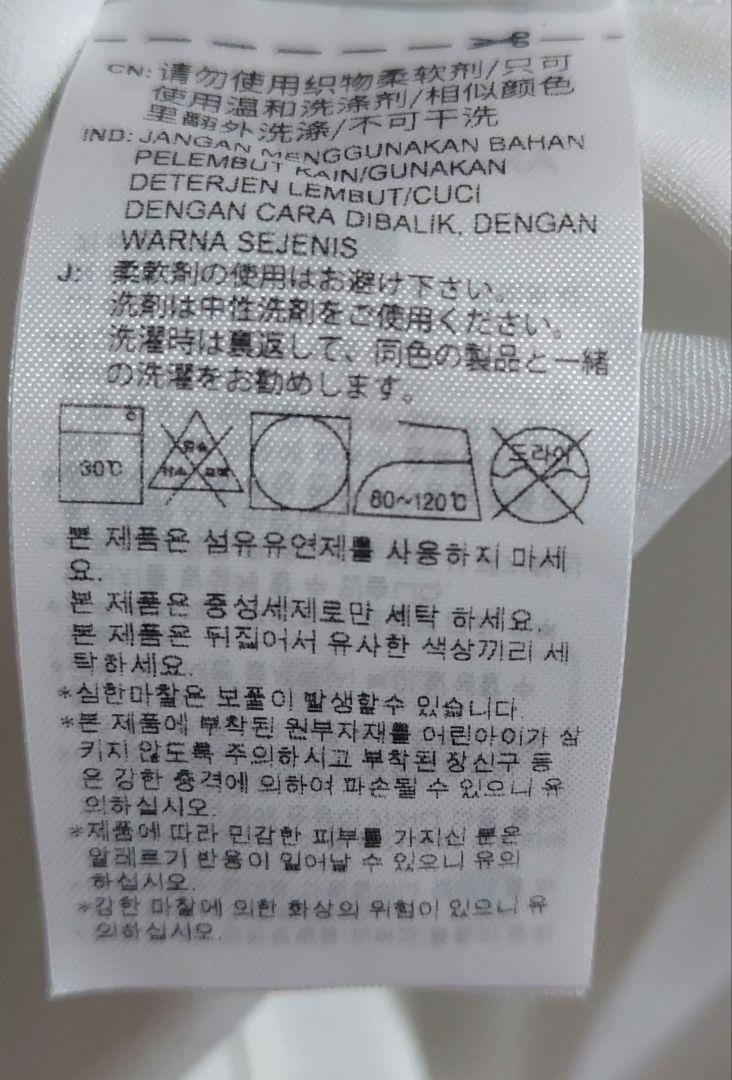 CN: 请勿使用织物柔软剂/只可
使用温和洗涤剂/相似颜色
里翻外洗涤/不可干洗
IND: JANGAN MENGGUNAKAN BAHAN
PELEMBUT KAIN/GUNAKAN
DETERJEN LEMBUT/CUCI
DENGAN CARA DIBALIK, DENGAN
WARNA SEJENIS
J: 柔軟剤の使用はお避け下さい。
洗剤は中性洗剤をご使用ください。
洗濯時は裏返して、同色の製品と一緒
の洗濯をお勧めします。
30℃
염소
산소 표백
80~120℃
드라이
본 제품은 섬유유연제를 사용하지 마세
요.
본 제품은 중성세제로만 세탁 하세요.
본 제품은 뒤집어서 유사한 색상끼리 세
탁하세요.
*심한마찰은 보풀이 발생할수 있습니다.
*본 제품에 부착된 원부자재를 어린아이가 삼
키지 않도록 주의하시고 부착된 장신구 등
은 강한 충격에 의하여 파손될 수 있으니 유
의하십시오.
*제품에 따라 민감한 피부를 가지신 분은
알레르기 반응이 일어날 수 있으니 유의
하십시오.
*강한 마찰에 의한 화상의 위험이 있으니 유
의하십시오.